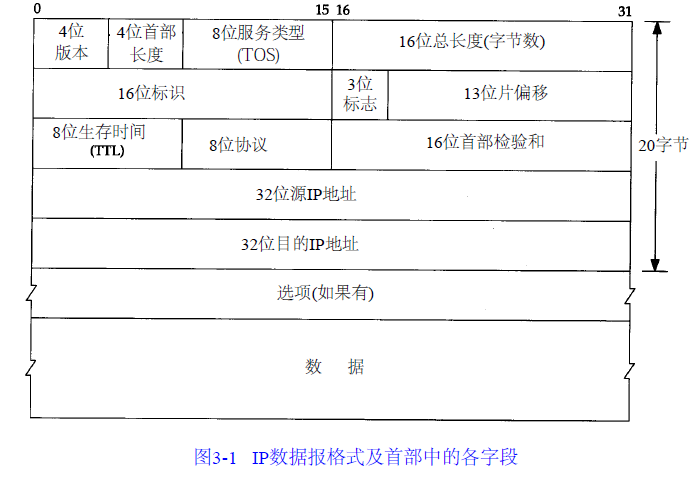 0 15 16 31
4位 4位首部 8位服务类型 16位总长度(字节数)
版本 长度 (TOS)
16位标识 3位 13位片偏移
标志
8位生存时间 8位协议 16位首部检验和 20字节
(TTL)
32位源IP地址
32位目的IP地址
选项(如果有)
数 据
图3-1 IP数据报格式及首部中的各字段